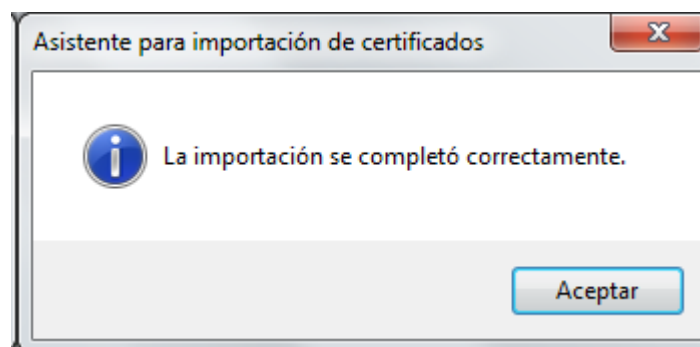 Asistente para importación de certificados
La importación se completó correctamente.
Aceptar